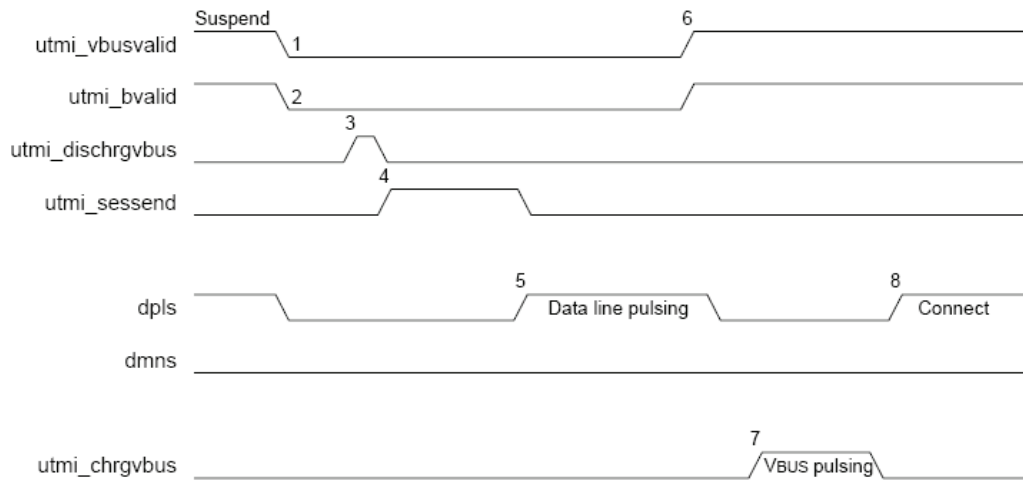 Suspend 6
utmi_vbusvalid 1
utmi_bvalid 2
3
utmi_dischrgvbus
4
utmi_sessend
5 8
dpls Data line pulsing Connect
dmns
7
utmi_chrgvbus VBUS pulsing